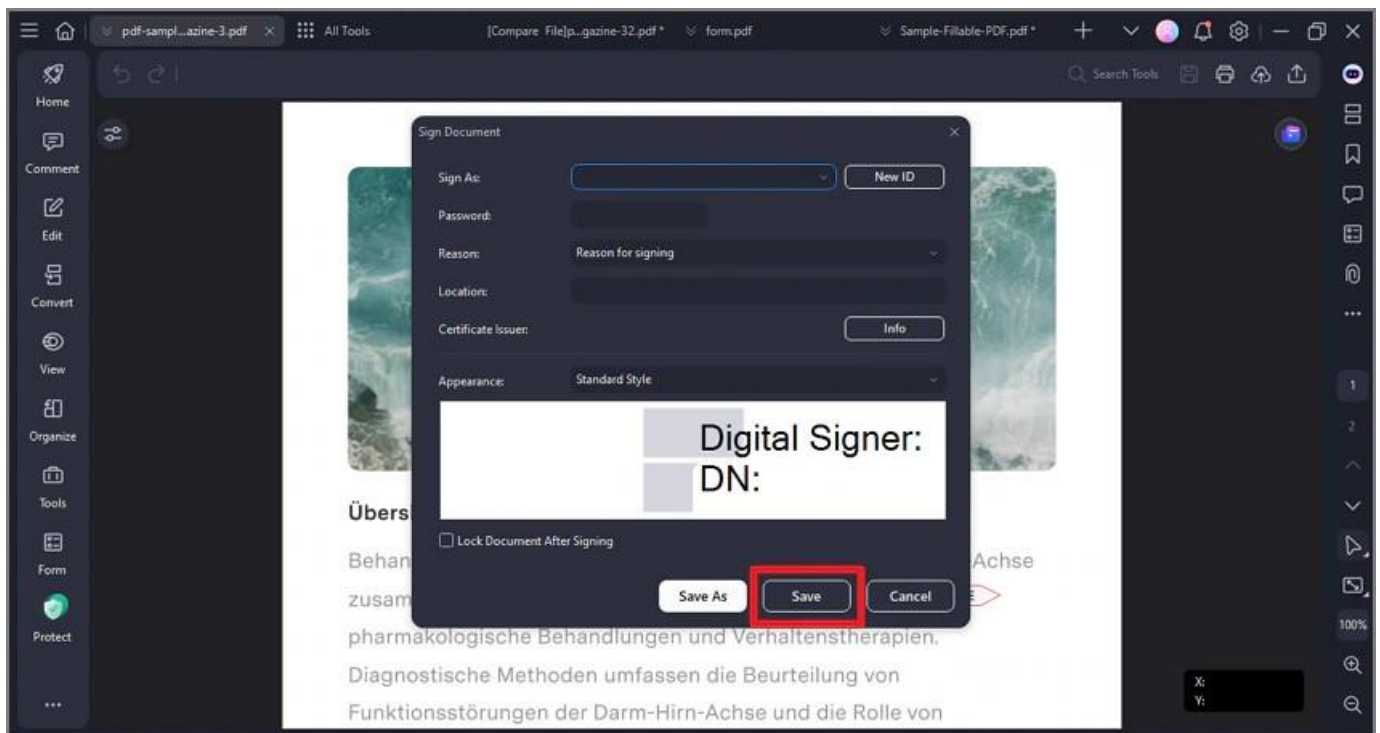 pdf-sampl...azine-3.pdf All Tools [Compare File]p...gazine-32.pdf * form.pdf Sample-Fillable-PDF.pdf *
Search Tools
Home
Comment
Edit
Convert
View
Organize
Tools
Form
Protect
Sign Document
Sign As: New ID
Password:
Reason: Reason for signing
Location:
Certificate Issuer: Info
Appearance: Standard Style
Digital Signer:
DN:
Lock Document After Signing
Save As Save Cancel
Übers
Behan Achse
zusam
pharmakologische Behandlungen und Verhaltenstherapien.
Diagnostische Methoden umfassen die Beurteilung von
Funktionsstörungen der Darm-Hirn-Achse und die Rolle von
1
2
100%
X:
Y: